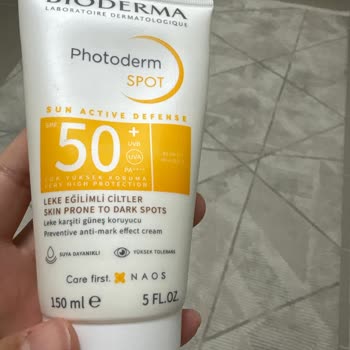 BIODERMA
LABORATOIRE DERMATOLOGIQUE
Photoderm
SPOT
SUN ACTIVE DEFENSE
SPF 50+
UVB
UVA
PA++++
ÇOK YÜKSEK KORUMA
VERY HIGH PROTECTION
LEKE EĞİLİMLİ CİLTLER
SKIN PRONE TO DARK SPOTS
Leke karşıtı güneş koruyucu
Preventive anti-mark effect cream
SUYA DAYANIKLI YÜKSEK TOLERANS
Care first. NAOS
150 ml e 5 FL.OZ.